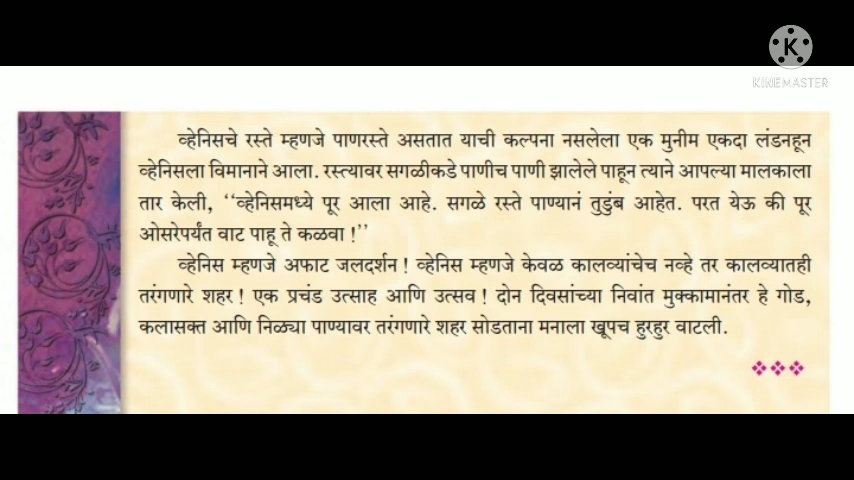 KINEMASTER
व्हेनिसचे रस्ते म्हणजे पाणरस्ते असतात याची कल्पना नसलेला एक मुनीम एकदा लंडनहून
व्हेनिसला विमानाने आला. रस्त्यावर सगळीकडे पाणीच पाणी झालेले पाहून त्याने आपल्या मालकाला
तार केली, ‘‘व्हेनिसमध्ये पूर आला आहे. सगळे रस्ते पाण्यानं तुडुंब आहेत. परत येऊ की पूर
ओसरेपर्यंत वाट पाहू ते कळवा !’’
व्हेनिस म्हणजे अफाट जलदर्शन ! व्हेनिस म्हणजे केवळ कालव्यांचेच नव्हे तर कालव्यातही
तरंगणारे शहर ! एक प्रचंड उत्साह आणि उत्सव ! दोन दिवसांच्या निवांत मुक्कामानंतर हे गोड,
कलासक्त आणि निळ्या पाण्यावर तरंगणारे शहर सोडताना मनाला खूपच हुरहुर वाटली.